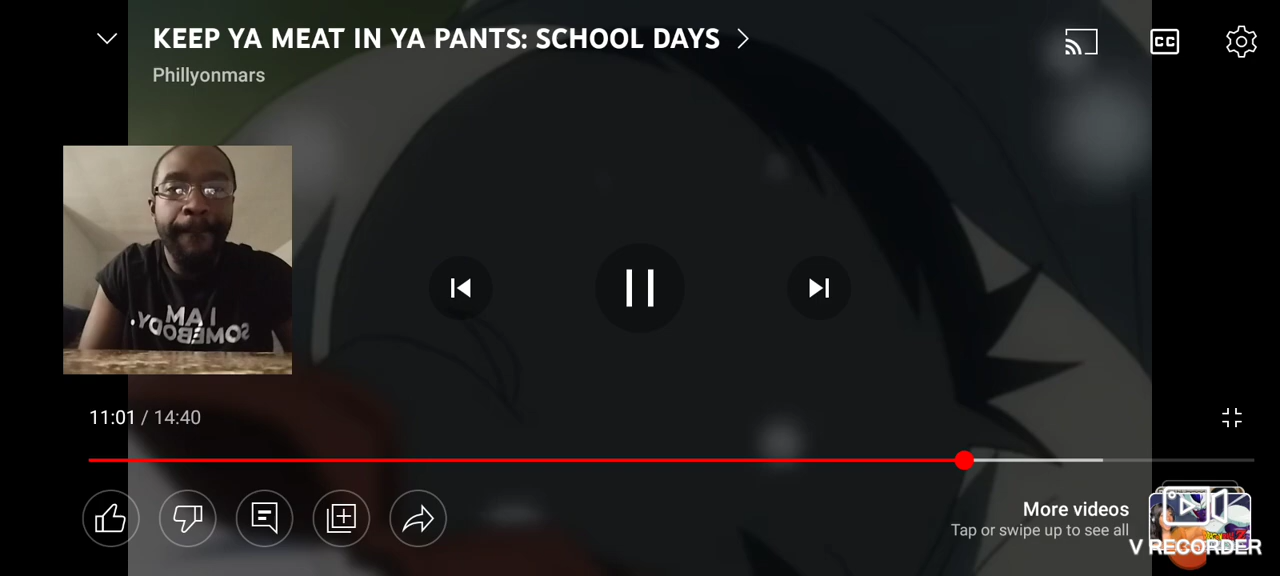 KEEP YA MEAT IN YA PANTS: SCHOOL DAYS
Phillyonmars
CC
I AM
SOMEBODY
11:01 / 14:40
More videos
Tap or swipe up to see all
V RECORDER